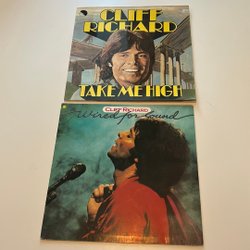 CLIFF
RICHARD
TAKE ME HIGH
CLIFF RICHARD
Wired for Sound